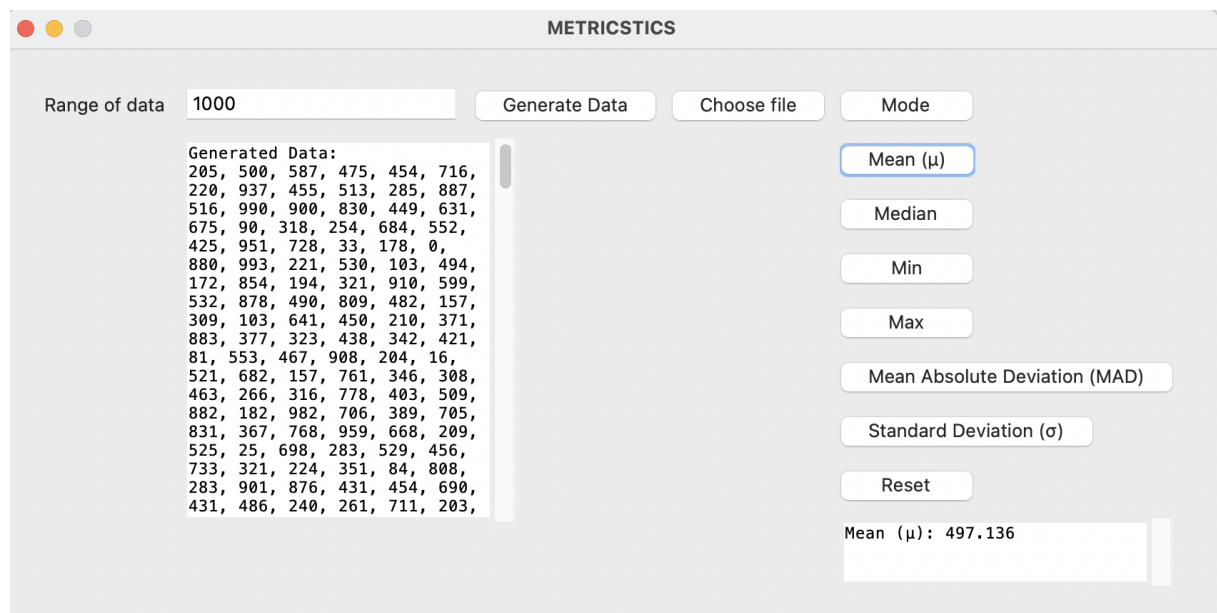 METRICSTICS
Range of data 1000 Generate Data Choose file Mode
Generated Data:
205, 500, 587, 475, 454, 716,
220, 937, 455, 513, 285, 887,
516, 990, 900, 830, 449, 631,
675, 90, 318, 254, 684, 552,
425, 951, 728, 33, 178, 0,
880, 993, 221, 530, 103, 494,
172, 854, 194, 321, 910, 599,
532, 878, 490, 809, 482, 157,
309, 103, 641, 450, 210, 371,
883, 377, 323, 438, 342, 421,
81, 553, 467, 908, 204, 16,
521, 682, 157, 761, 346, 308,
463, 266, 316, 778, 403, 509,
882, 182, 982, 706, 389, 705,
831, 367, 768, 959, 668, 209,
525, 25, 698, 283, 529, 456,
733, 321, 224, 351, 84, 808,
283, 901, 876, 431, 454, 690,
431, 486, 240, 261, 711, 203,
Mean (μ)
Median
Min
Max
Mean Absolute Deviation (MAD)
Standard Deviation (σ)
Reset
Mean (μ): 497.136